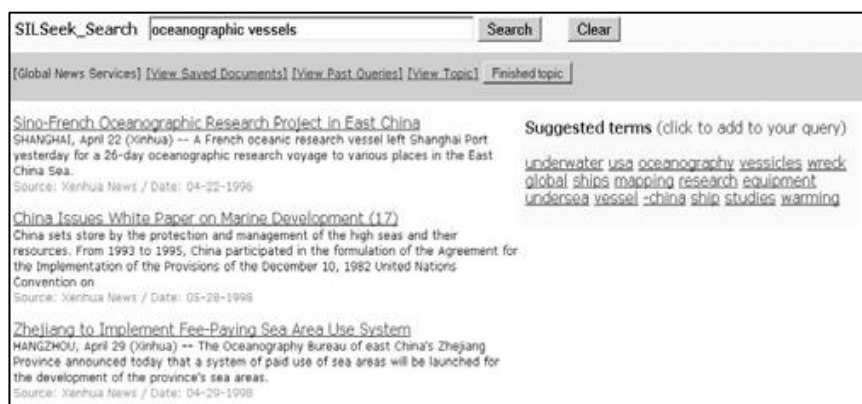 SILSeek_Search oceanographic vessels Search Clear
[Global News Services] [View Saved Documents] [View Past Queries] [View Topic] Finished topic
Sino-French Oceanographic Research Project in East China
SHANGHAI, April 22 (Xinhua) -- A French oceanic research vessel left Shanghai Port
yesterday for a 26-day oceanographic research voyage to various places in the East
China Sea.
Source: Xenhua News / Date: 04-22-1996
China Issues White Paper on Marine Development (17)
China sets store by the protection and management of the high seas and their
resources. From 1993 to 1995, China participated in the formulation of the Agreement for
the Implementation of the Provisions of the December 10, 1982 United Nations
Convention on
Source: Xenhua News / Date: 05-28-1998
Zhejiang to Implement Fee-Paying Sea Area Use System
HANGZHOU, April 29 (Xinhua) -- The Oceanography Bureau of east China's Zhejiang
Province announced today that a system of paid use of sea areas will be launched for
the development of the province's sea areas.
Source: Xenhua News / Date: 04-29-1998
Suggested terms (click to add to your query)
underwater usa oceanography vessicles wreck
global ships mapping research equipment
undersea vessel -china ship studies warming